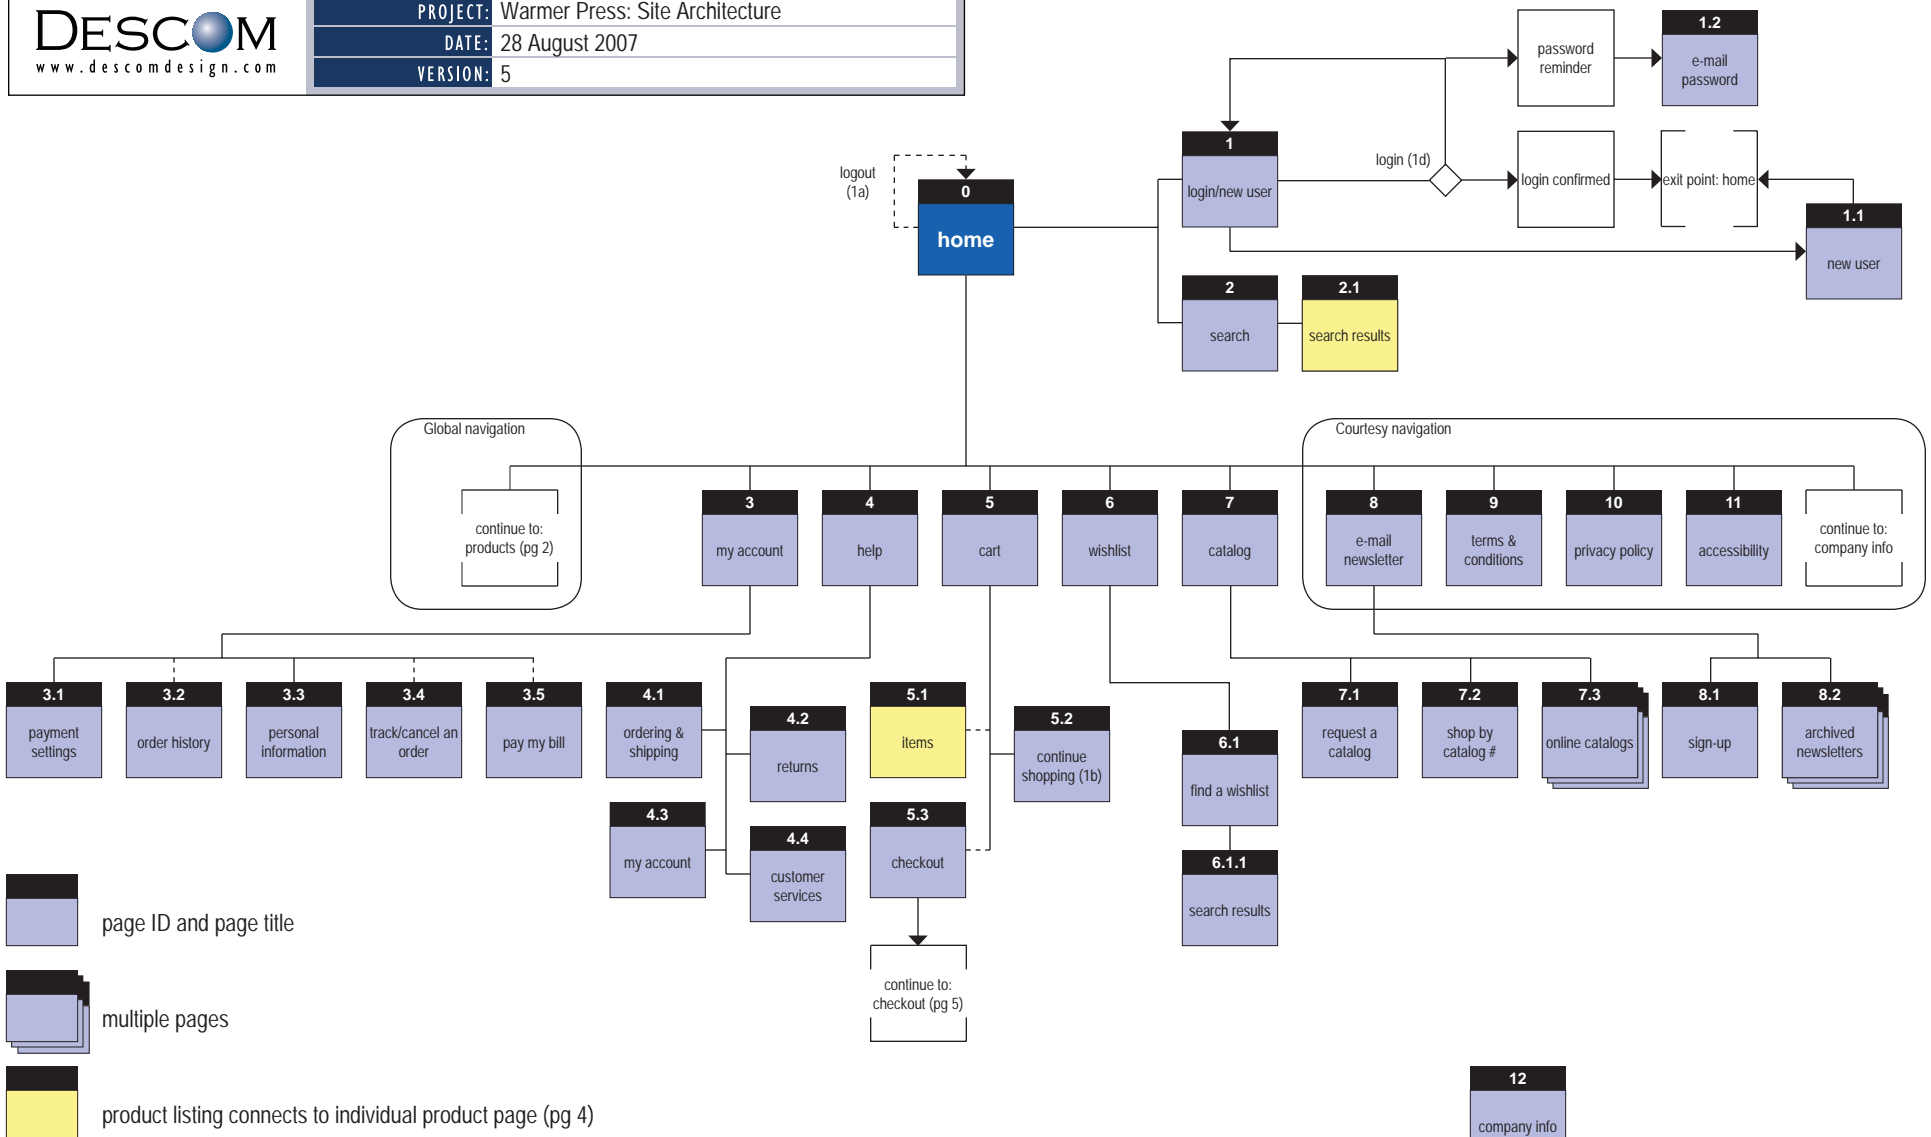 DESCOM
www.descomdesign.com
PROJECT: Warmer Press: Site Architecture
DATE: 28 August 2007
VERSION: 5
password
reminder
1.2
e-mail
password
1
login/new user
login (1d)
login confirmed
exit point: home
1.1
new user
logout
(1a)
0
home
2
search
2.1
search results
Global navigation
continue to:
products (pg 2)
3
my account
4
help
5
cart
6
wishlist
7
catalog
Courtesy navigation
8
e-mail
newsletter
9
terms &
conditions
10
privacy policy
11
accessibility
continue to:
company info
3.1
payment
settings
3.2
order history
3.3
personal
information
3.4
track/cancel an
order
3.5
pay my bill
4.1
ordering &
shipping
4.2
returns
4.3
my account
4.4
customer
services
5.1
items
5.2
continue
shopping (1b)
5.3
checkout
continue to:
checkout (pg 5)
6.1
find a wishlist
6.1.1
search results
7.1
request a
catalog
7.2
shop by
catalog #
7.3
online catalogs
8.1
sign-up
8.2
archived
newsletters
page ID and page title
multiple pages
product listing connects to individual product page (pg 4)
12
company info